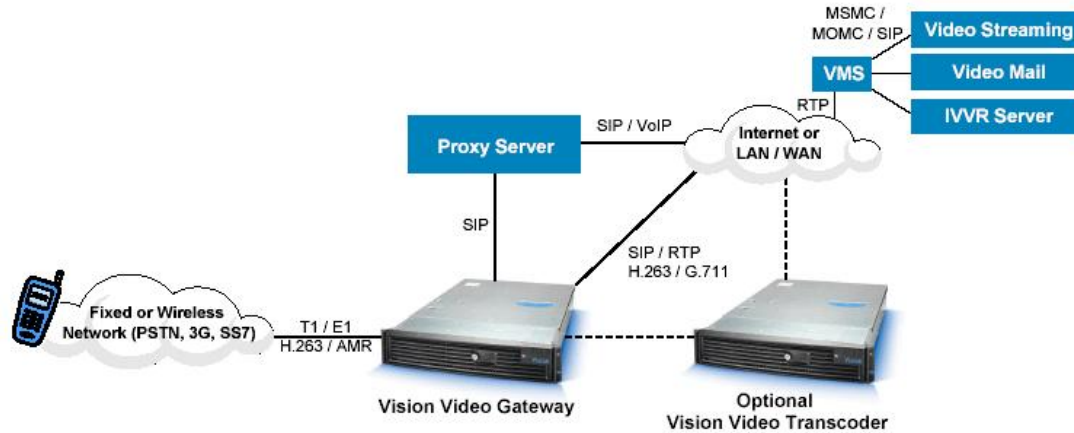 MSMC /
MOMC / SIP
Video Streaming
VMS
Video Mail
RTP
IVVR Server
Proxy Server
SIP / VoIP
Internet or
LAN / WAN
SIP
SIP / RTP
H.263 / G.711
Fixed or Wireless
Network (PSTN, 3G, SS7)
T1 / E1
H.263 / AMR
Vision Video Gateway
Optional
Vision Video Transcoder